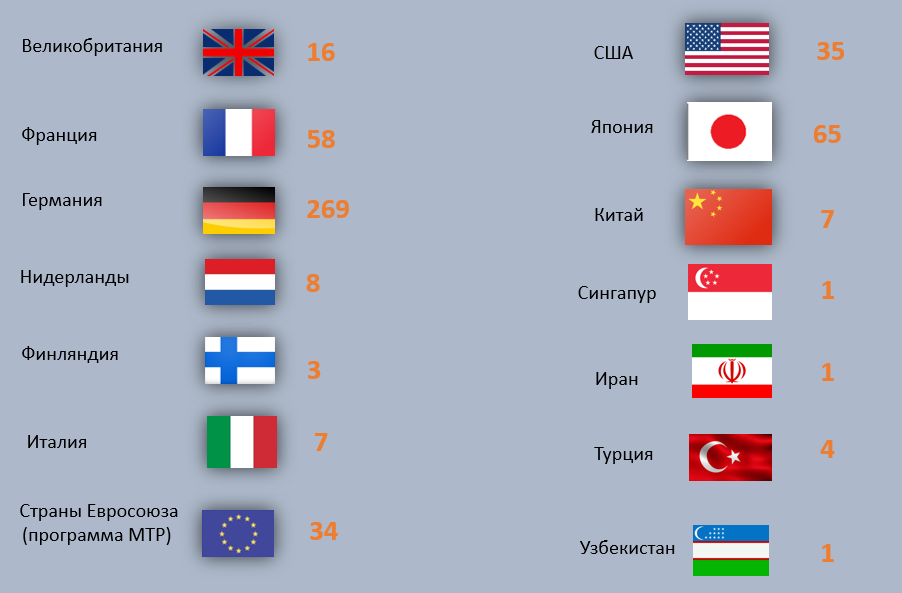 Великобритания 16
Франция 58
Германия 269
Нидерланды 8
Финляндия 3
Италия 7
Страны Евросоюза
(программа МТР) 34
США 35
Япония 65
Китай 7
Сингапур 1
Иран 1
Турция 4
Узбекистан 1